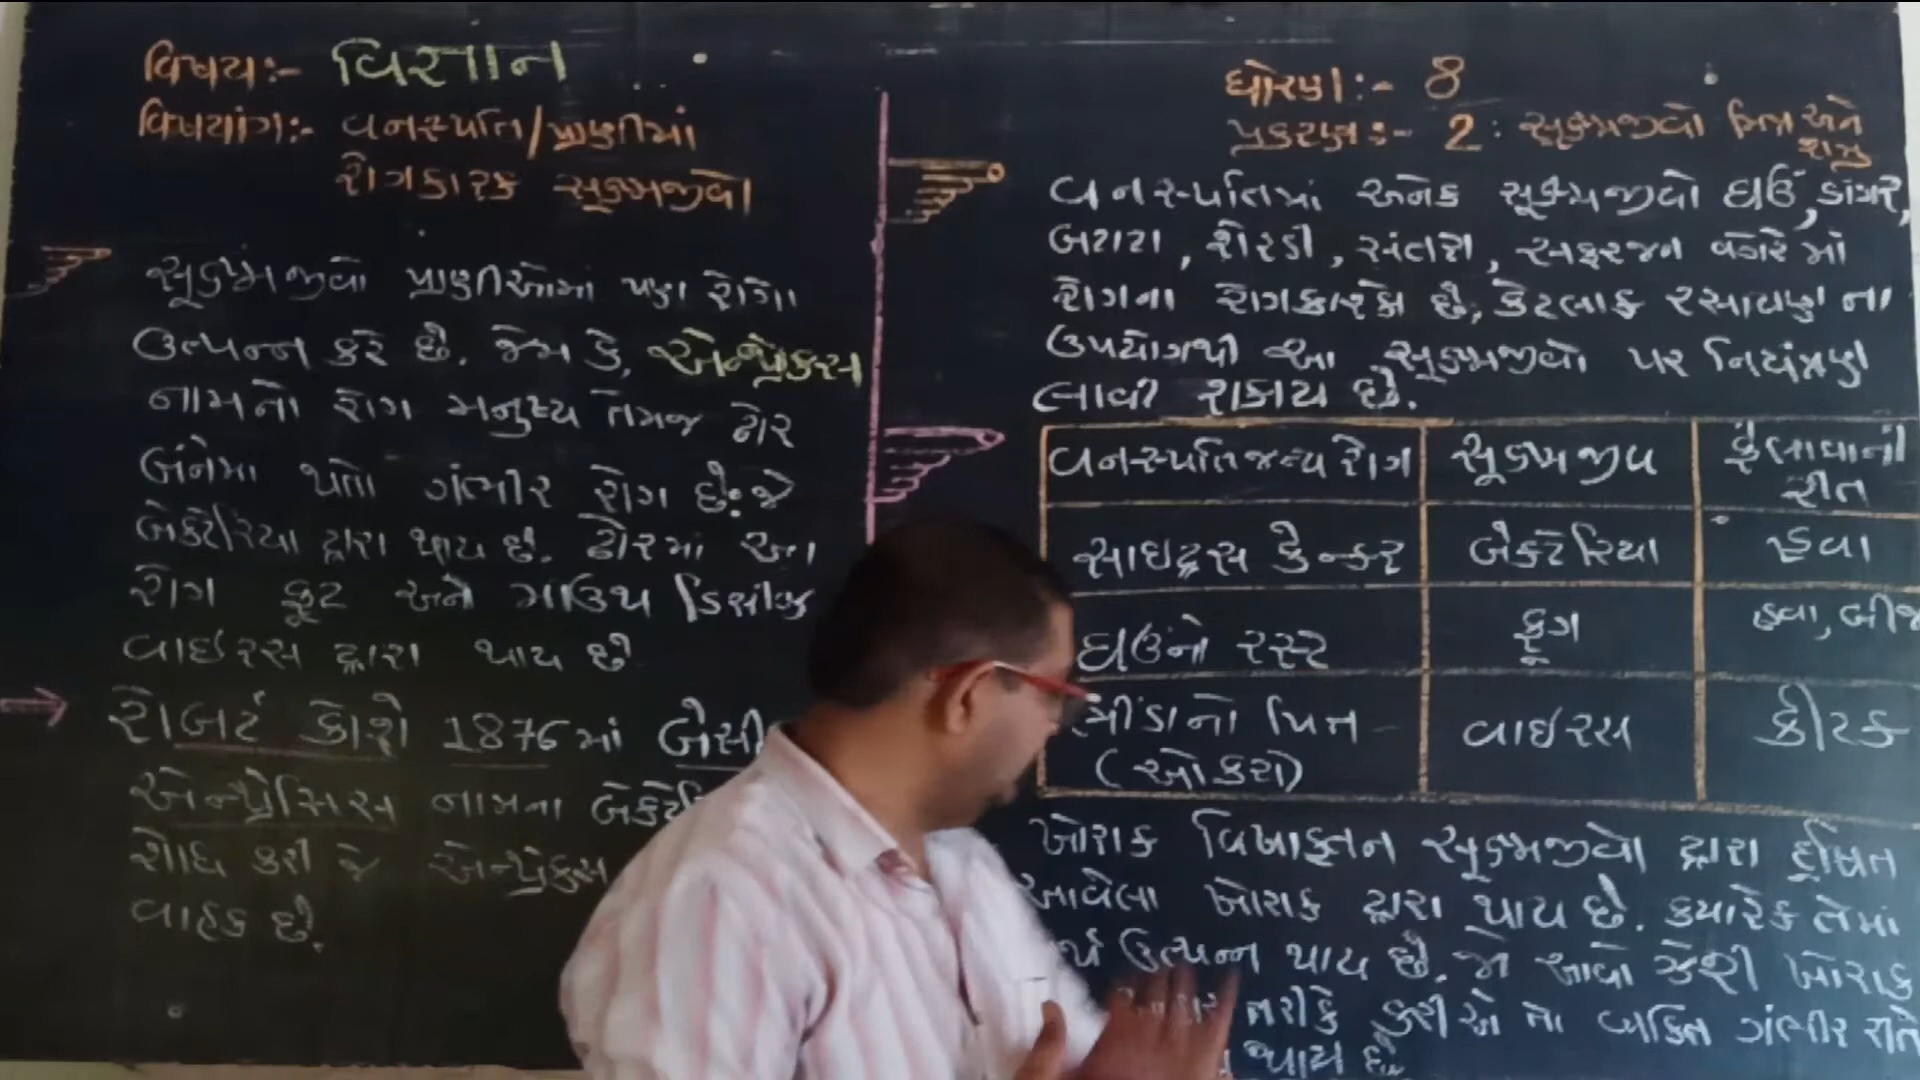 વિષય:- વિજ્ઞાન
વિષયાંગ:- વનસ્પતિ/પ્રાણીમાં
રોગકારક સૂક્ષ્મજીવો
સૂક્ષ્મજીવો પ્રાણીઓમાં પણ રોગો
ઉત્પન્ન કરે છે. જેમ કે, એન્થ્રેક્સ
નામનો રોગ મનુષ્ય તેમજ ઢોર
બંનેમા થતો ગંભીર રોગ છે. જે
બેક્ટેરિયા દ્વારા થાય છે. ઢોરમાં આ
રોગ ફૂટ અને માઉથ ડિસીઝ
વાઇરસ દ્વારા થાય છે
રોબર્ટ કોશે 1876માં
એન્થ્રેસિસ નામના
શોધ કરી જે એન્થ્રેક્સ
વાહક છે.
ધોરણ:- 8
પ્રકરણ:- 2: સૂક્ષ્મજીવો મિત્ર અને
શત્રુ
વનસ્પતિમાં અનેક સૂક્ષ્મજીવો ઘઉં, ડાંગર,
બટાટા, શેરડી, સંતરા, સફરજન વગેરેમાં
રોગના રોગકારકો છે, કેટલાક રસાયણ ના
ઉપયોગથી આ સૂક્ષ્મજીવો પર નિયંત્રણ
લાવી શકાય છે.
વનસ્પતિજન્ય રોગ સૂક્ષ્મજીવ ફેલાવાની
રીત
સાઇટ્રસ કેન્કર બેક્ટેરિયા હવા
ઘઉંનો રસ્ટ ફૂગ હવા, બીજ
ભીંડાનો પિત્ત વાઇરસ કીટક
(ઓકરા)
ખોરાક વિષાક્તન સૂક્ષ્મજીવો દ્વારા દૂષિત
આવેલા ખોરાક દ્વારા થાય છે. ક્યારેક તેમાં
ઉત્પન્ન થાય છે. જો આવો ઝેરી ખોરાક
તરીકે કરીએ તો વ્યક્તિ ગંભીર રીતે
થાય છે.